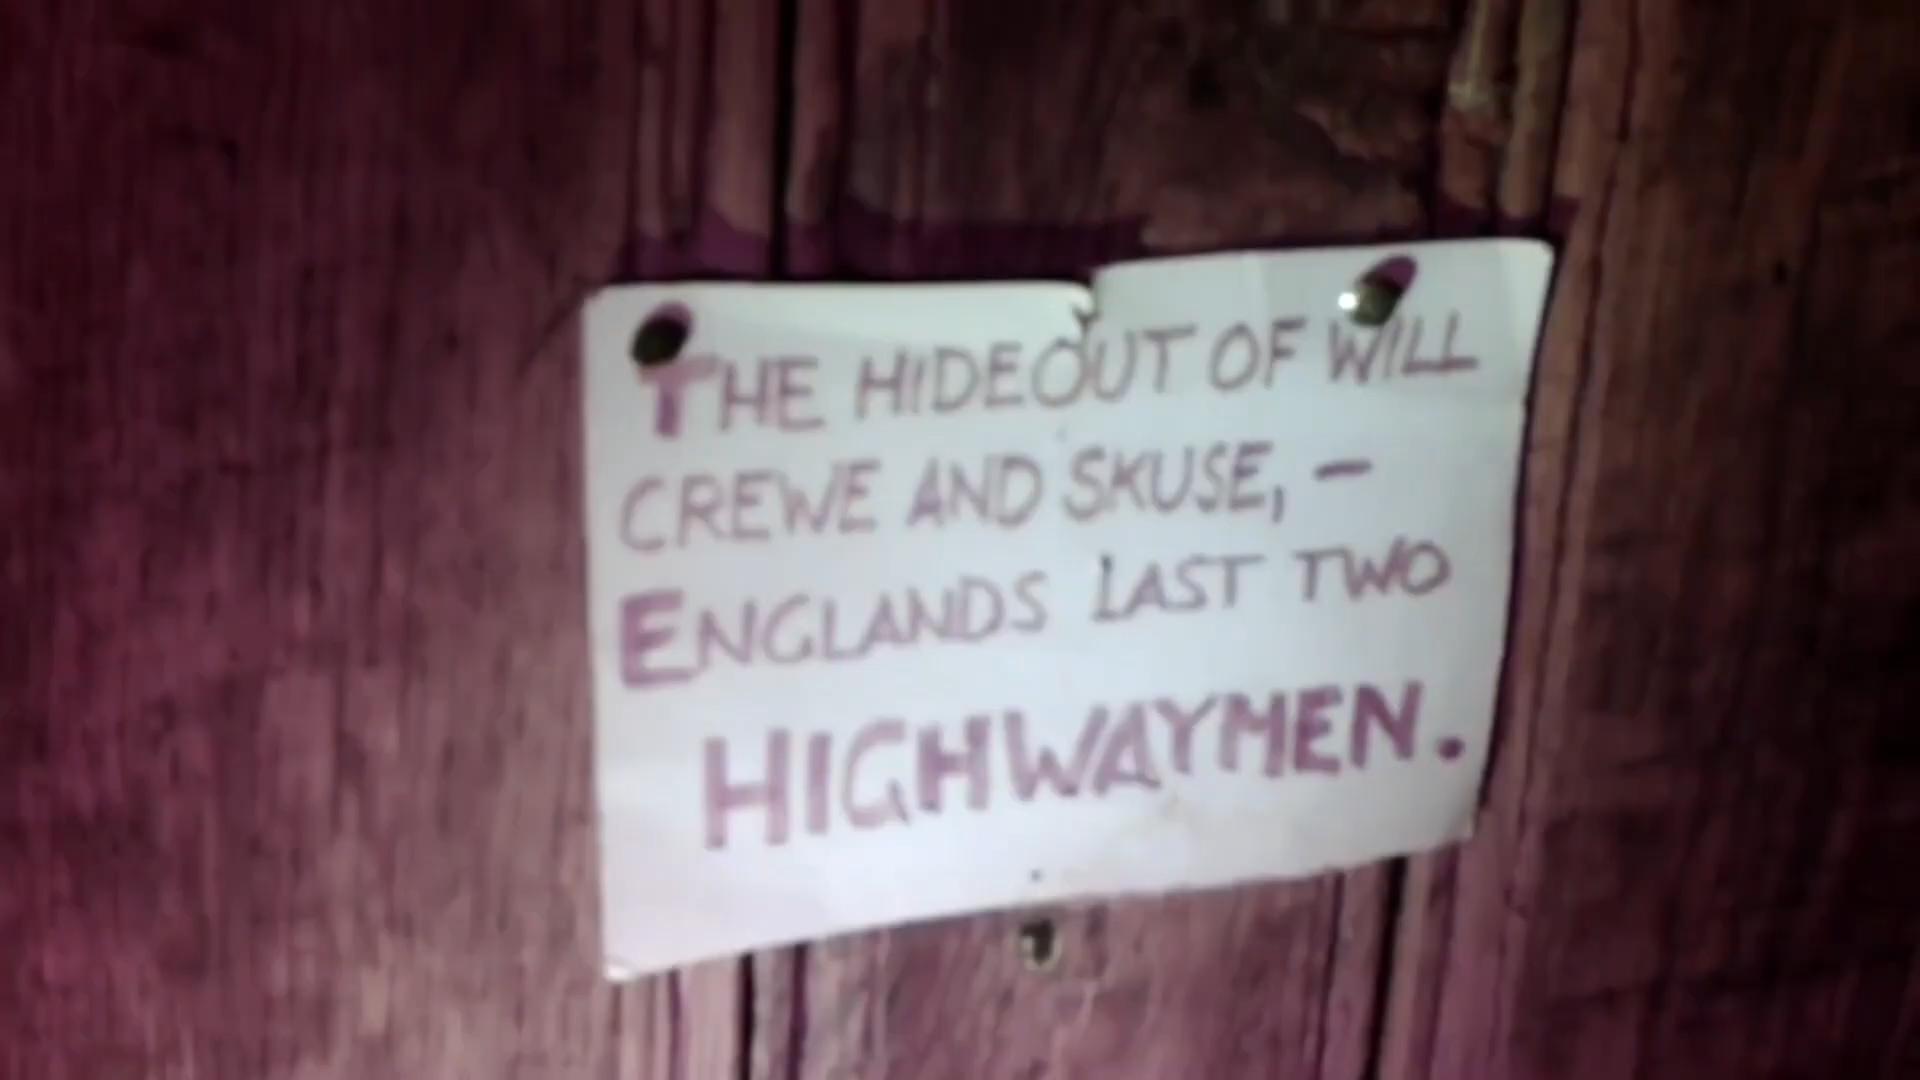 THE HIDEOUT OF WILL
CREWE AND SKUSE, –
ENGLANDS LAST TWO
HIGHWAYMEN.